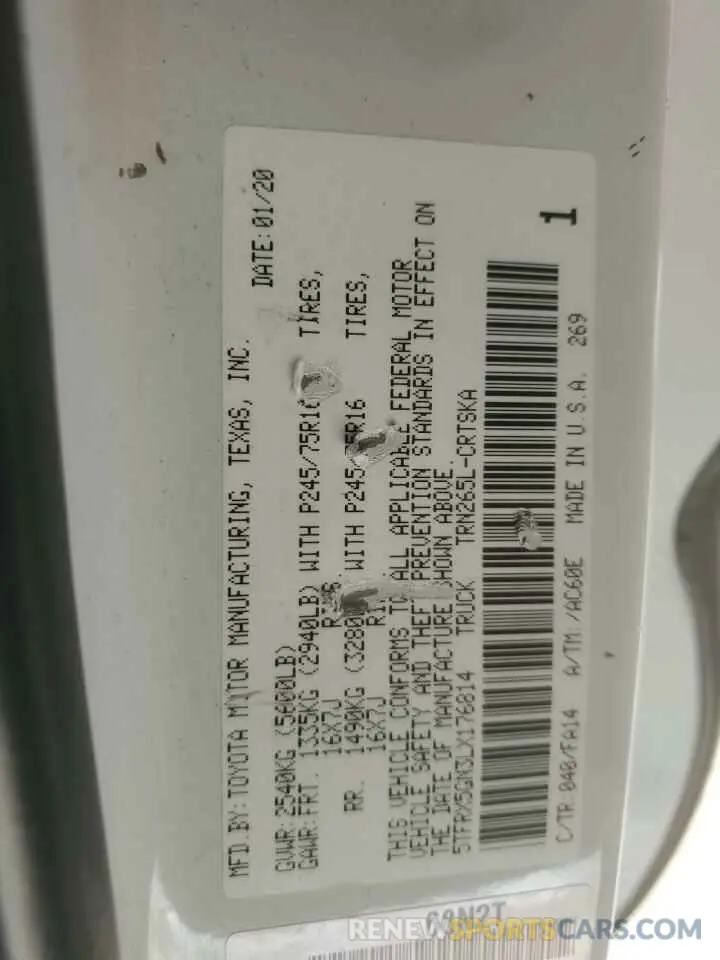 MFD.BY:TOYOTA MOTOR MANUFACTURING, TEXAS, INC.
DATE:01/20
GVWR:2540KG(5600LB)
GAWR:FRT. 1335KG (2940LB) WITH P245/75R16 TIRES,
16X7J RIMS.
RR. 1490KG (3280 WITH P245/75R16 TIRES,
16X7J
THIS VEHICLE CONFORMS TO ALL APPLICABLE FEDERAL MOTOR
VEHICLE SAFETY AND THEFT PREVENTION STANDARDS IN EFFECT ON
THE DATE OF MANUFACTURE SHOWN ABOVE.
5TFRX5GN3LX176814 TRUCK TRN265L-CRTSKA
1
C/TR 040/FA14 A/TM /AC60E MADE IN U.S.A. 269
63N2T
RENEWSPORTSCARS.COM